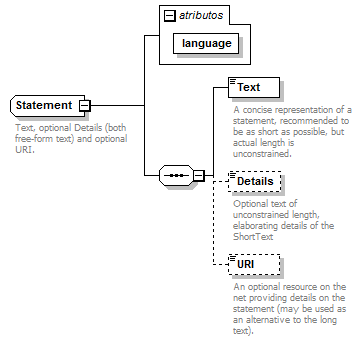 atributos
language
Statement
Text, optional Details (both
free-form text) and optional
URI.
Text
A concise representation of a
statement, recommended to
be as short as possible, but
actual length is
unconstrained.
Details
Optional text of
unconstrained length,
elaborating details of the
ShortText
URI
An optional resource on the
net providing details on the
statement (may be used as
an alternative to the long
text).